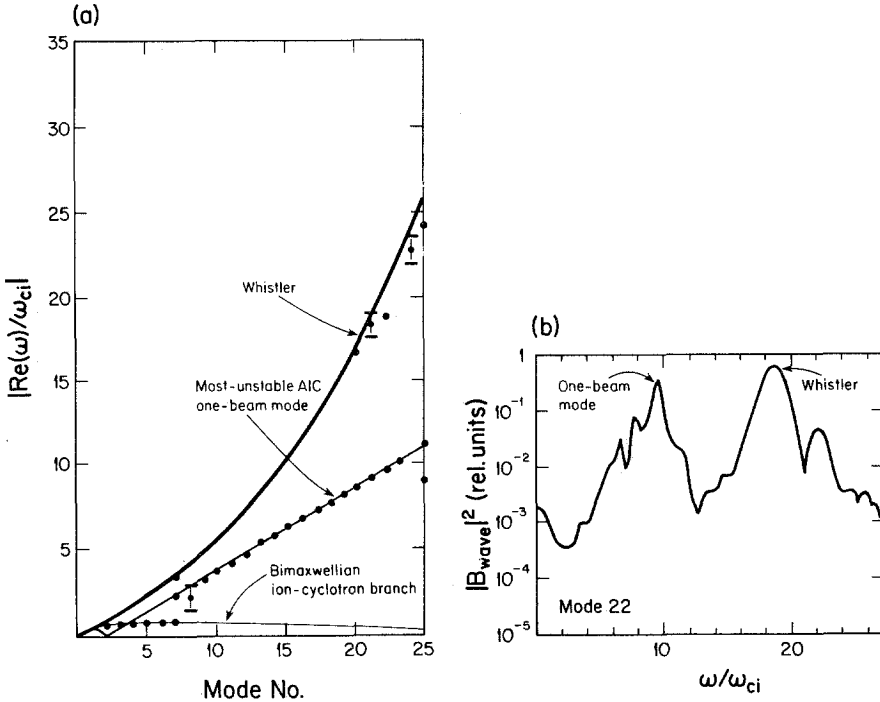 (a)
35
30
25
20
15
10
5
|Re(ω)/ω_ci|
Whistler
Most-unstable AIC
one-beam mode
Bimaxwellian
ion-cyclotron branch
5 10 15 20 25
Mode No.
(b)
1
10⁻¹
10⁻²
10⁻³
10⁻⁴
10⁻⁵
|B_wave|² (rel. units)
One-beam
mode
Whistler
Mode 22
10 20
ω/ω_ci